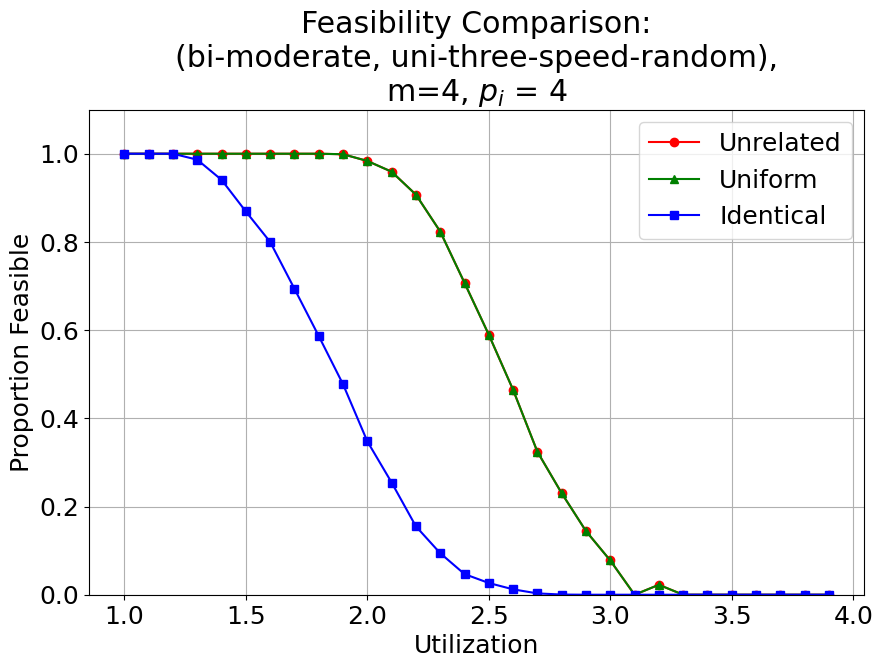 Feasibility Comparison:
(bi-moderate, uni-three-speed-random),
m=4, $p_i$ = 4
Unrelated
Uniform
Identical
Proportion Feasible
1.0
0.8
0.6
0.4
0.2
0.0
1.0 1.5 2.0 2.5 3.0 3.5 4.0
Utilization